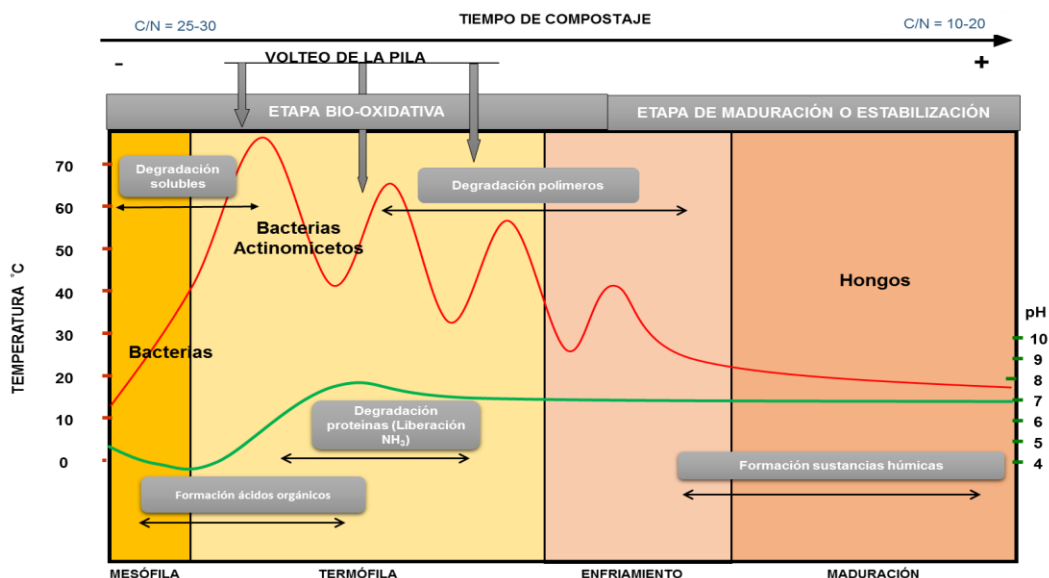 TIEMPO DE COMPOSTAJE
C/N = 25-30
C/N = 10-20
-
+
VOLTEO DE LA PILA
ETAPA BIO-OXIDATIVA
ETAPA DE MADURACIÓN O ESTABILIZACIÓN
TEMPERATURA °C
70
60
50
40
30
20
10
0
Degradación
solubles
Degradación polímeros
Bacterias
Actinomicetos
Bacterias
Hongos
pH
10
9
8
7
6
5
4
Degradación
proteinas (Liberación
NH3)
Formación ácidos orgánicos
Formación sustancias húmicas
MESÓFILA
TERMÓFILA
ENFRIAMIENTO
MADURACIÓN